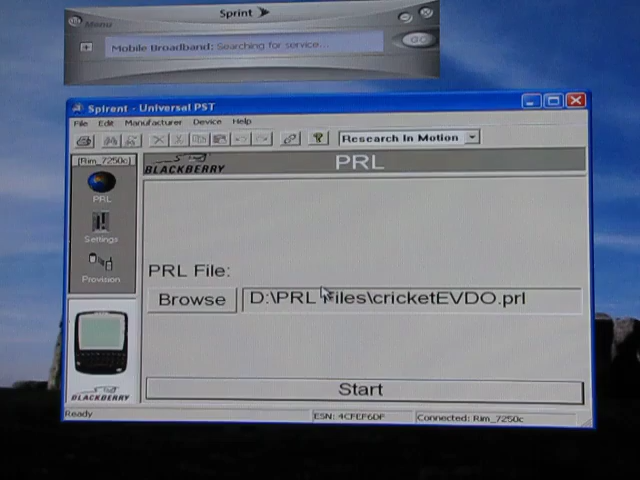 Sprint
Menu
Mobile Broadband: Searching for service...
GO
Spirent - Universal PST
File Edit Manufacturer Device Help
Research In Motion
[Rim_7250c]
BLACKBERRY
PRL
PRL
Settings
Provision
PRL File:
Browse
D:\PRL Files\cricketEVDO.prl
Start
BLACKBERRY
Ready
ESN: 4CFEF6DF
Connected: Rim_7250c